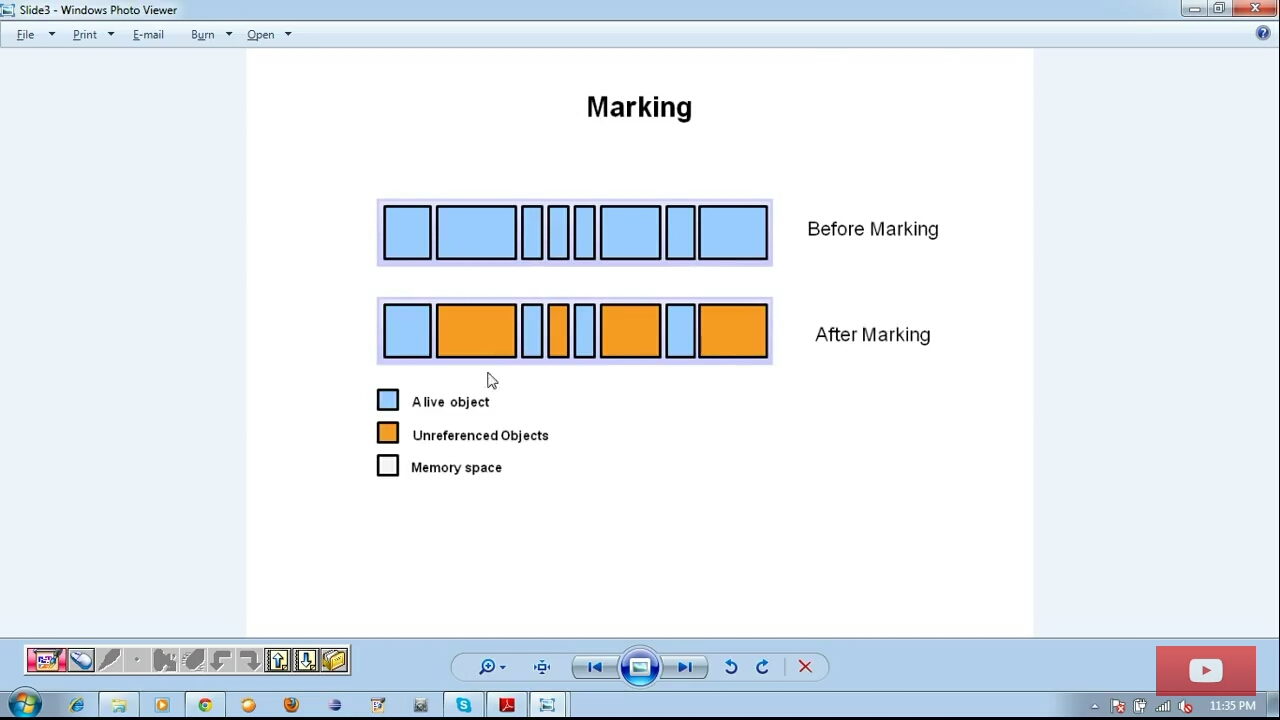 Slide3 - Windows Photo Viewer
File Print E-mail Burn Open
Marking
Before Marking
After Marking
A live object
Unreferenced Objects
Memory space
11:35 PM